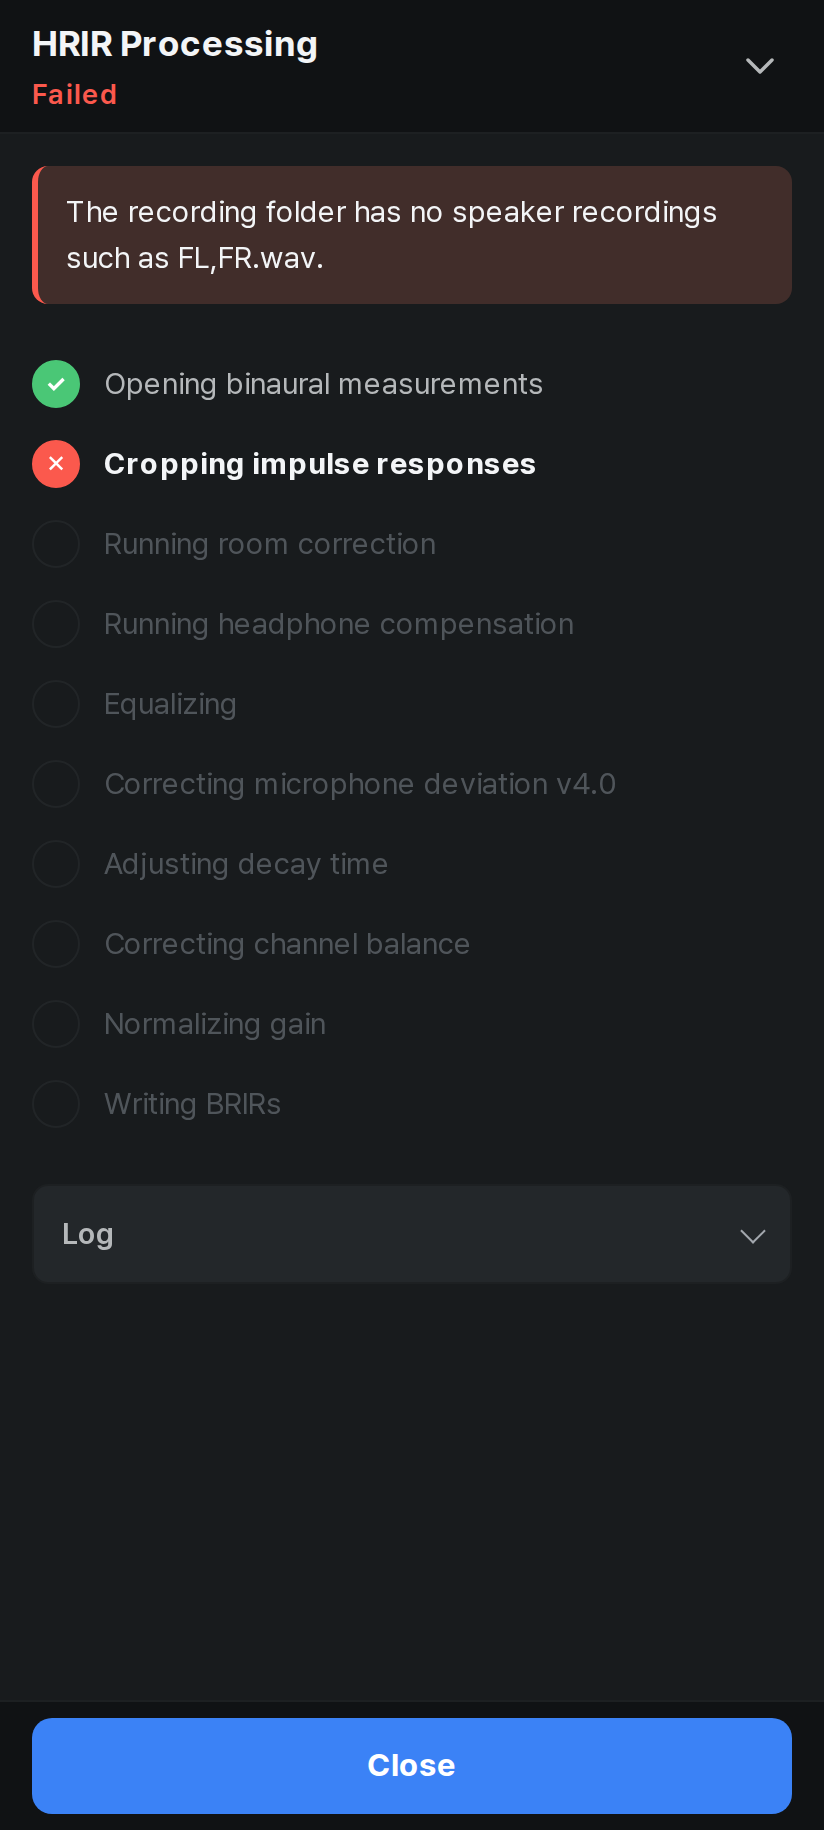 HRIR Processing
Failed
The recording folder has no speaker recordings
such as FL,FR.wav.
Opening binaural measurements
Cropping impulse responses
Running room correction
Running headphone compensation
Equalizing
Correcting microphone deviation v4.0
Adjusting decay time
Correcting channel balance
Normalizing gain
Writing BRIRs
Log
Close